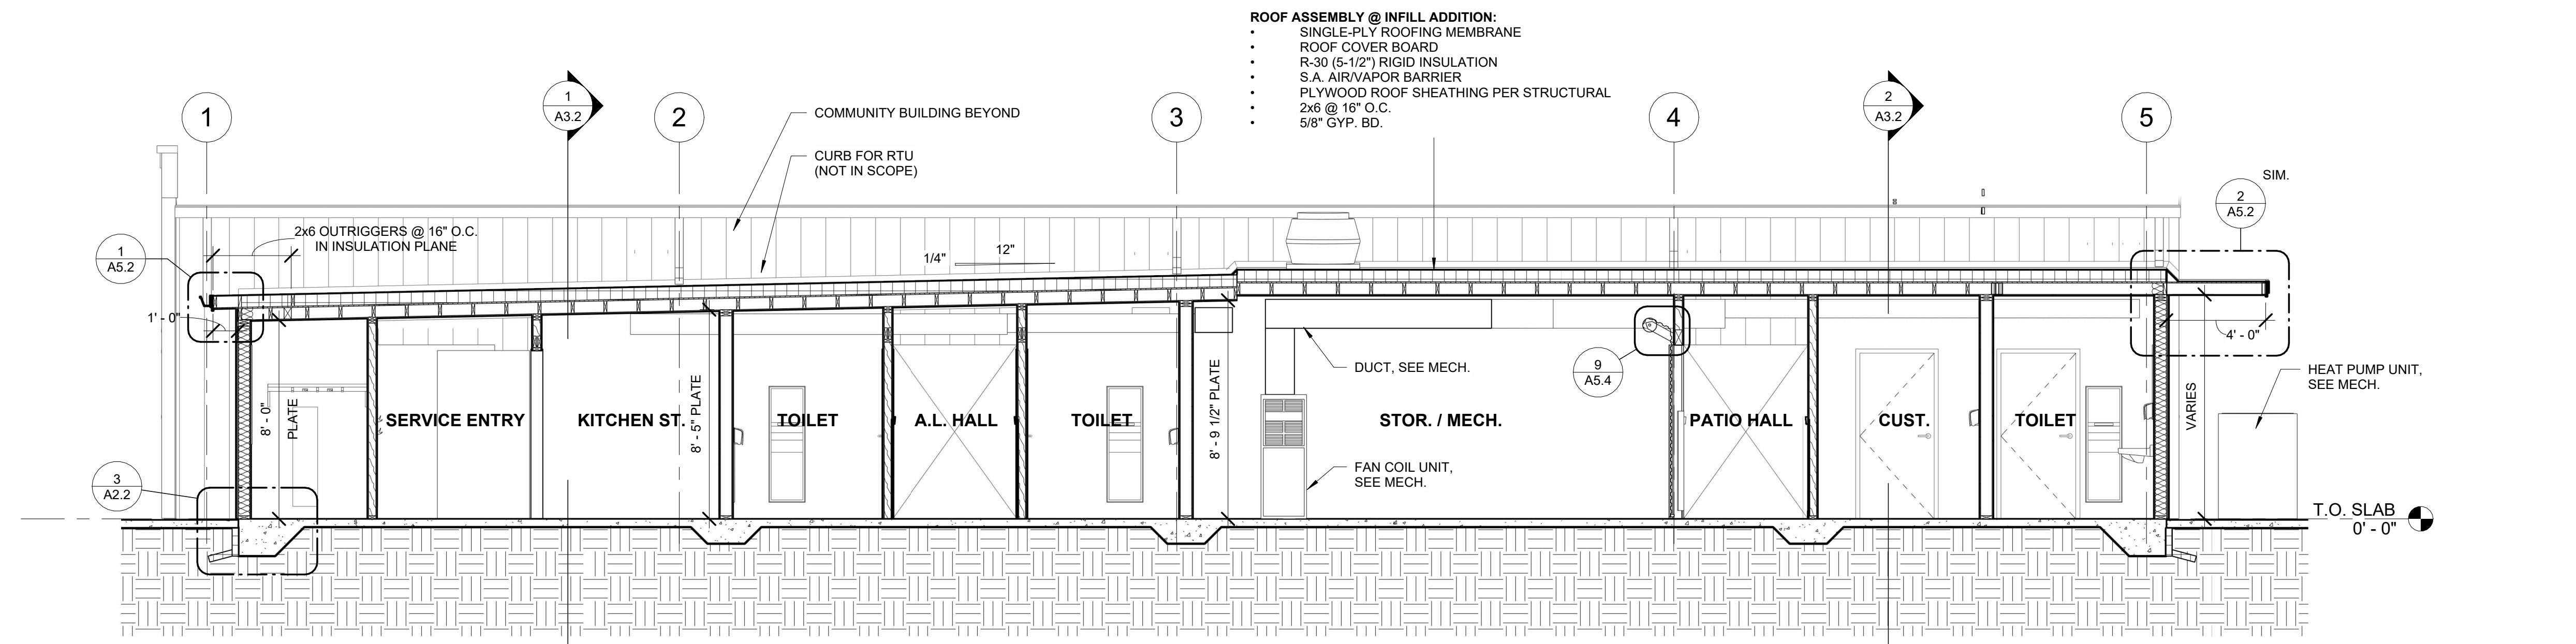 ROOF ASSEMBLY @ INFILL ADDITION:
• SINGLE-PLY ROOFING MEMBRANE
• ROOF COVER BOARD
• R-30 (5-1/2") RIGID INSULATION
• S.A. AIR/VAPOR BARRIER
• PLYWOOD ROOF SHEATHING PER STRUCTURAL
• 2x6 @ 16" O.C.
• 5/8" GYP. BD.
1
1
A3.2
2
3
4
2
A3.2
5
COMMUNITY BUILDING BEYOND
CURB FOR RTU
(NOT IN SCOPE)
SIM.
2
A5.2
2x6 OUTRIGGERS @ 16" O.C.
IN INSULATION PLANE
1
A5.2
1/4"
12"
1' - 0"
4' - 0"
9
A5.4
DUCT, SEE MECH.
HEAT PUMP UNIT,
SEE MECH.
8' - 0"
PLATE
8' - 5" PLATE
8' - 9 1/2" PLATE
VARIES
SERVICE ENTRY
KITCHEN ST.
TOILET
A.L. HALL
TOILET
STOR. / MECH.
PATIO HALL
CUST.
TOILET
FAN COIL UNIT,
SEE MECH.
3
A2.2
T.O. SLAB
0' - 0"